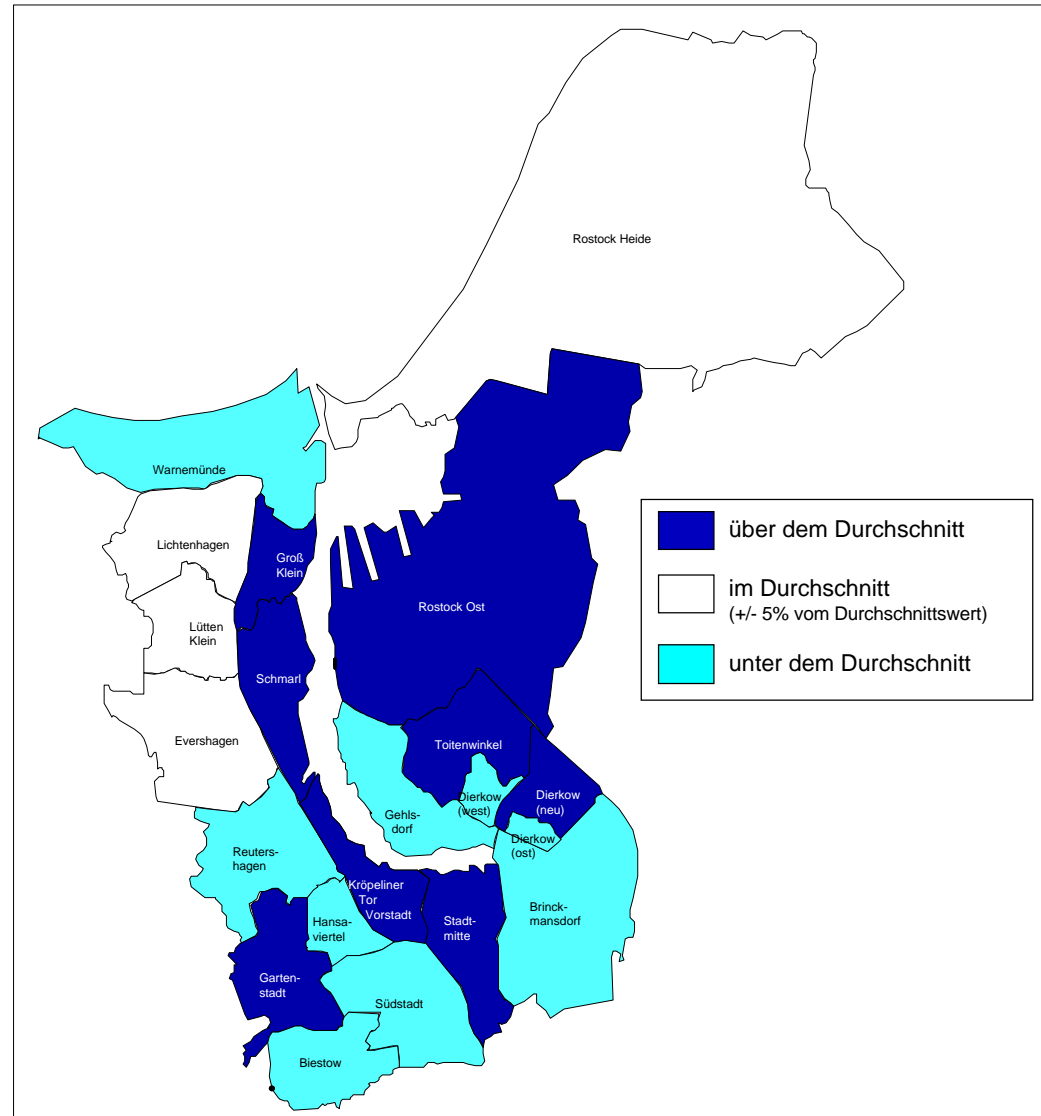 Rostock Heide
Warnemünde
Lichtenhagen
Groß
Klein
Rostock Ost
Lütten
Klein
Schmarl
Evershagen
Toitenwinkel
Dierkow
(west)
Dierkow
(neu)
Gehls-
dorf
Dierkow
(ost)
Reuters-
hagen
Kröpeliner
Tor
Vorstadt
Hansa-
viertel
Stadt-
mitte
Brinck-
mansdorf
Garten-
stadt
Südstadt
Biestow
über dem Durchschnitt
im Durchschnitt
(+/- 5% vom Durchschnittswert)
unter dem Durchschnitt